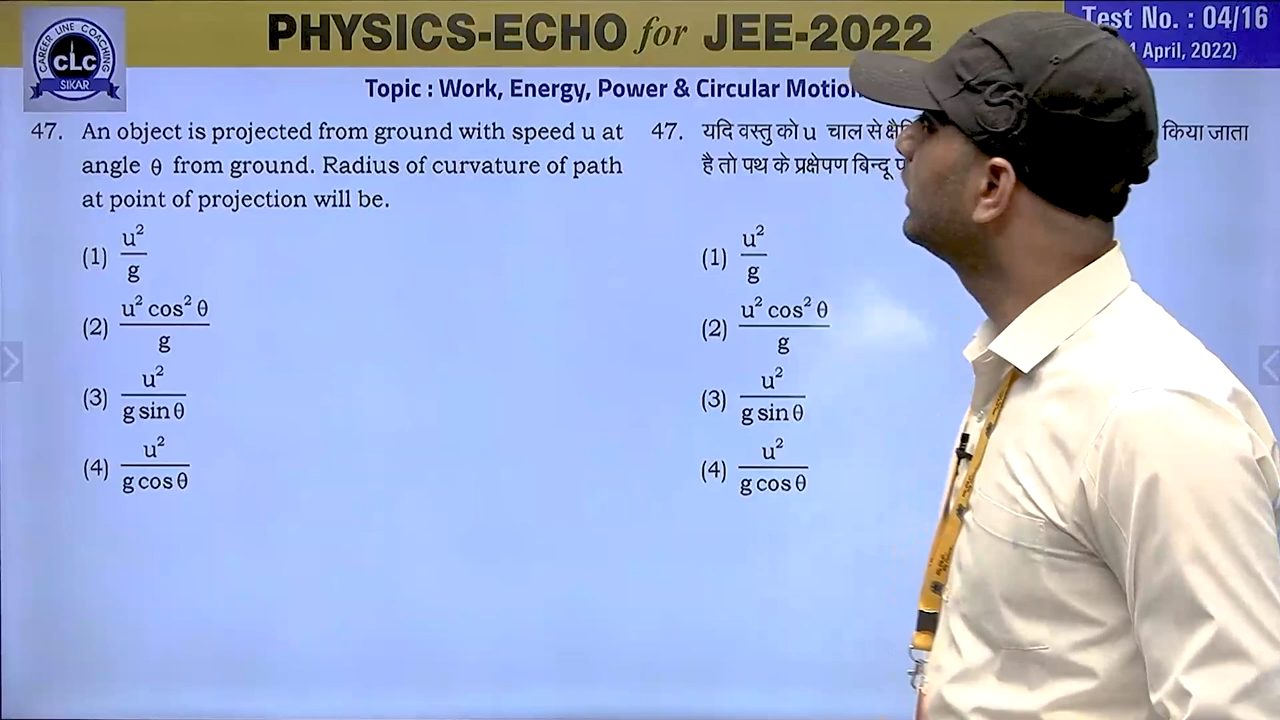 PHYSICS-ECHO for JEE-2022
Test No. : 04/16
April, 2022)
CAREER LINE COACHING
CLC
SIKAR
Topic : Work, Energy, Power & Circular Motion
47. An object is projected from ground with speed u at
angle θ from ground. Radius of curvature of path
at point of projection will be.
(1) u²/g
(2) u² cos² θ/g
(3) u²/g sin θ
(4) u²/g cos θ
47. यदि वस्तु को u चाल से किया जाता
है तो पथ के प्रक्षेपण बिन्दू
(1) u²/g
(2) u² cos² θ/g
(3) u²/g sin θ
(4) u²/g cos θ